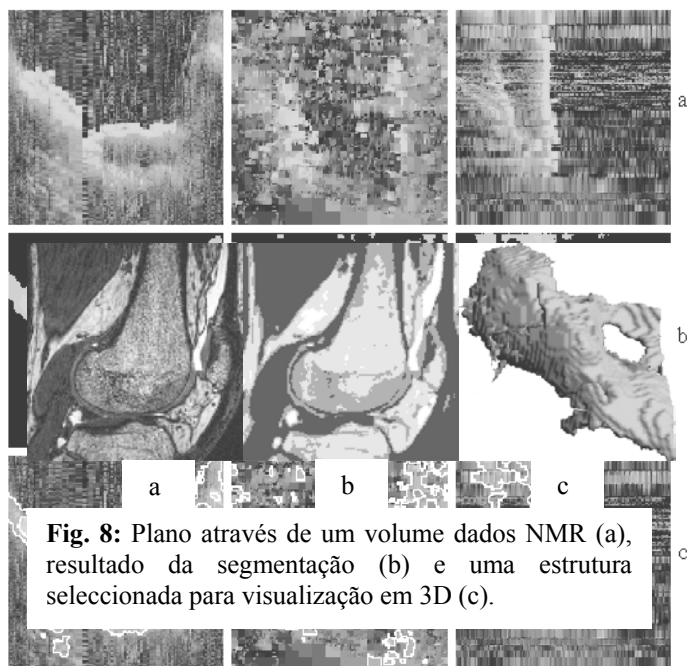 a
b
a b c
Fig. 8: Plano através de um volume dados NMR (a),
resultado da segmentação (b) e uma estrutura
seleccionada para visualização em 3D (c).
c